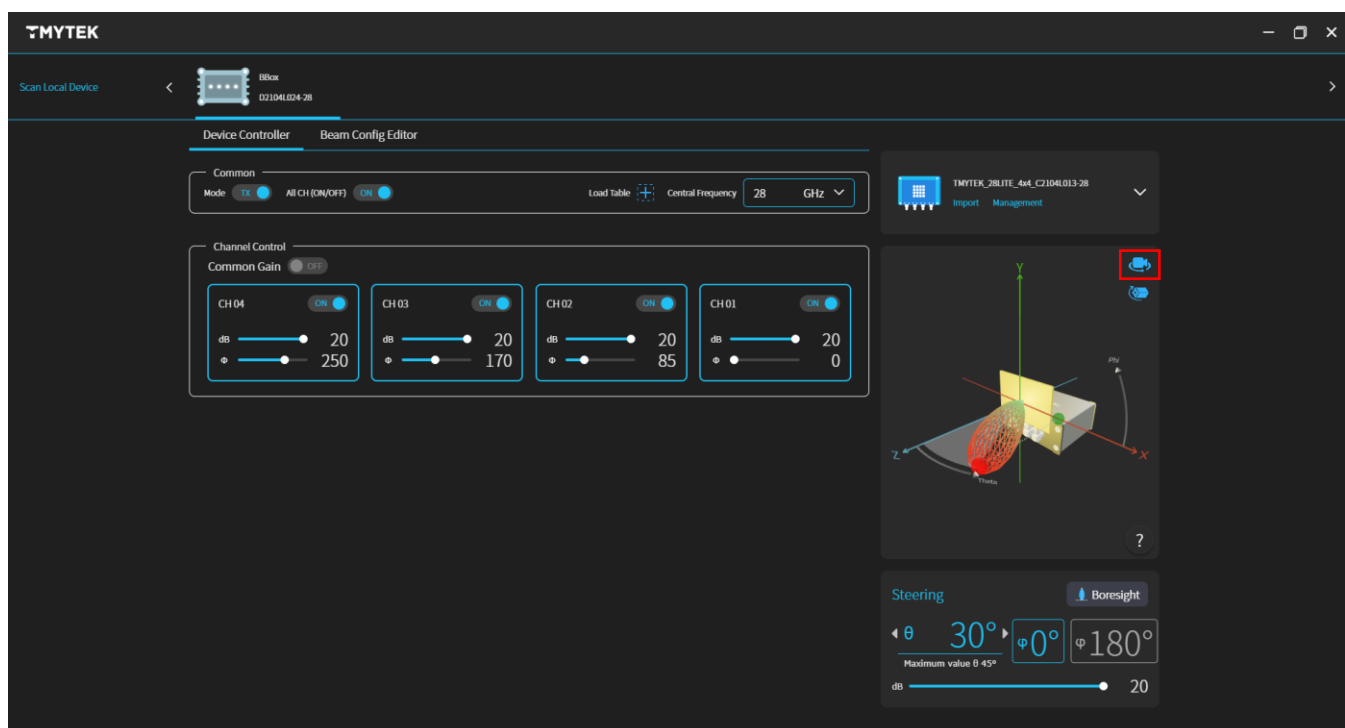 TMYTEK
Scan Local Device
BBox
D2104L024-28
Device Controller Beam Config Editor
Common
Mode TX All CH (ON/OFF) ON Load Table Central Frequency 28 GHz
TMYTEK_28LITE_4x4_C2104L013-28
Import Management
Channel Control
Common Gain OFF
CH 04 ON CH 03 ON CH 02 ON CH 01 ON
dB 20 dB 20 dB 20 dB 20
Φ 250 Φ 170 Φ 85 Φ 0
Y
Phi
Z
X
Theta
?
Steering Boresight
θ 30° φ0° φ180°
Maximum value θ 45°
dB 20